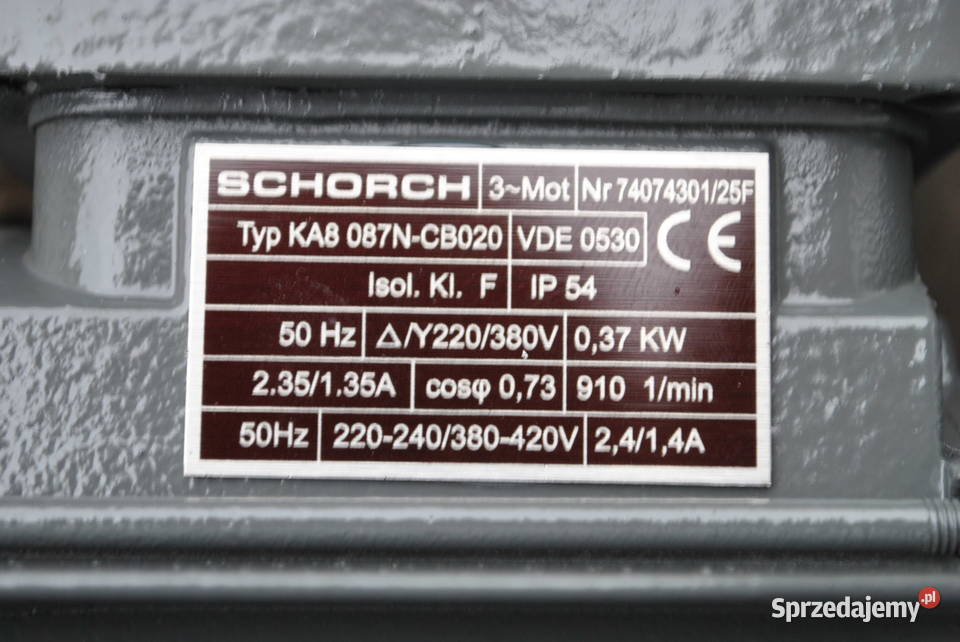 SCHORCH 3~Mot Nr 74074301/25F
Typ KA8 087N-CB020 VDE 0530 CE
Isol. Kl. F IP 54
50 Hz Δ/Y220/380V 0,37 KW
2.35/1.35A cosφ 0,73 910 1/min
50Hz 220-240/380-420V 2,4/1,4A
Sprzedajemy.pl